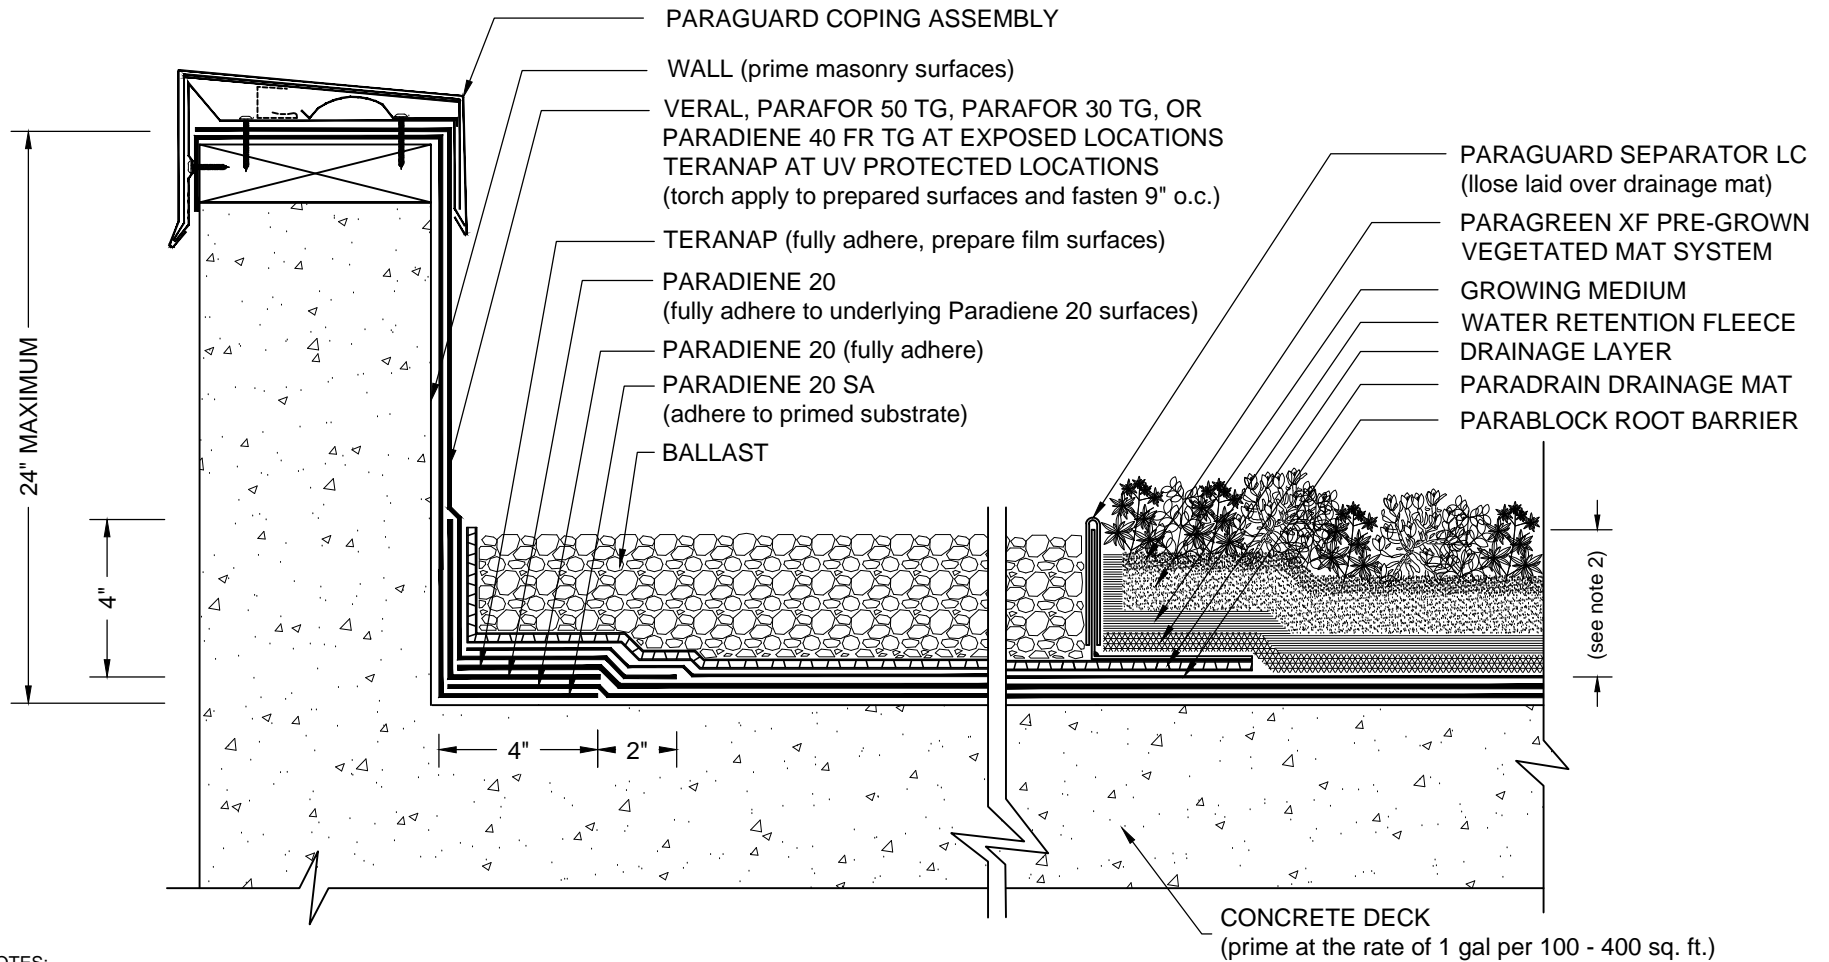 PARAGUARD COPING ASSEMBLY
WALL (prime masonry surfaces)
VERAL, PARAFOR 50 TG, PARAFOR 30 TG, OR
PARADIENE 40 FR TG AT EXPOSED LOCATIONS
TERANAP AT UV PROTECTED LOCATIONS
(torch apply to prepared surfaces and fasten 9" o.c.)
TERANAP (fully adhere, prepare film surfaces)
PARADIENE 20
(fully adhere to underlying Paradiene 20 surfaces)
PARADIENE 20 (fully adhere)
PARADIENE 20 SA
(adhere to primed substrate)
BALLAST
PARAGUARD SEPARATOR LC
(llose laid over drainage mat)
PARAGREEN XF PRE-GROWN
VEGETATED MAT SYSTEM
GROWING MEDIUM
WATER RETENTION FLEECE
DRAINAGE LAYER
PARADRAIN DRAINAGE MAT
PARABLOCK ROOT BARRIER
24" MAXIMUM
4"
(see note 2)
4"
2"
CONCRETE DECK
(prime at the rate of 1 gal per 100 - 400 sq. ft.)